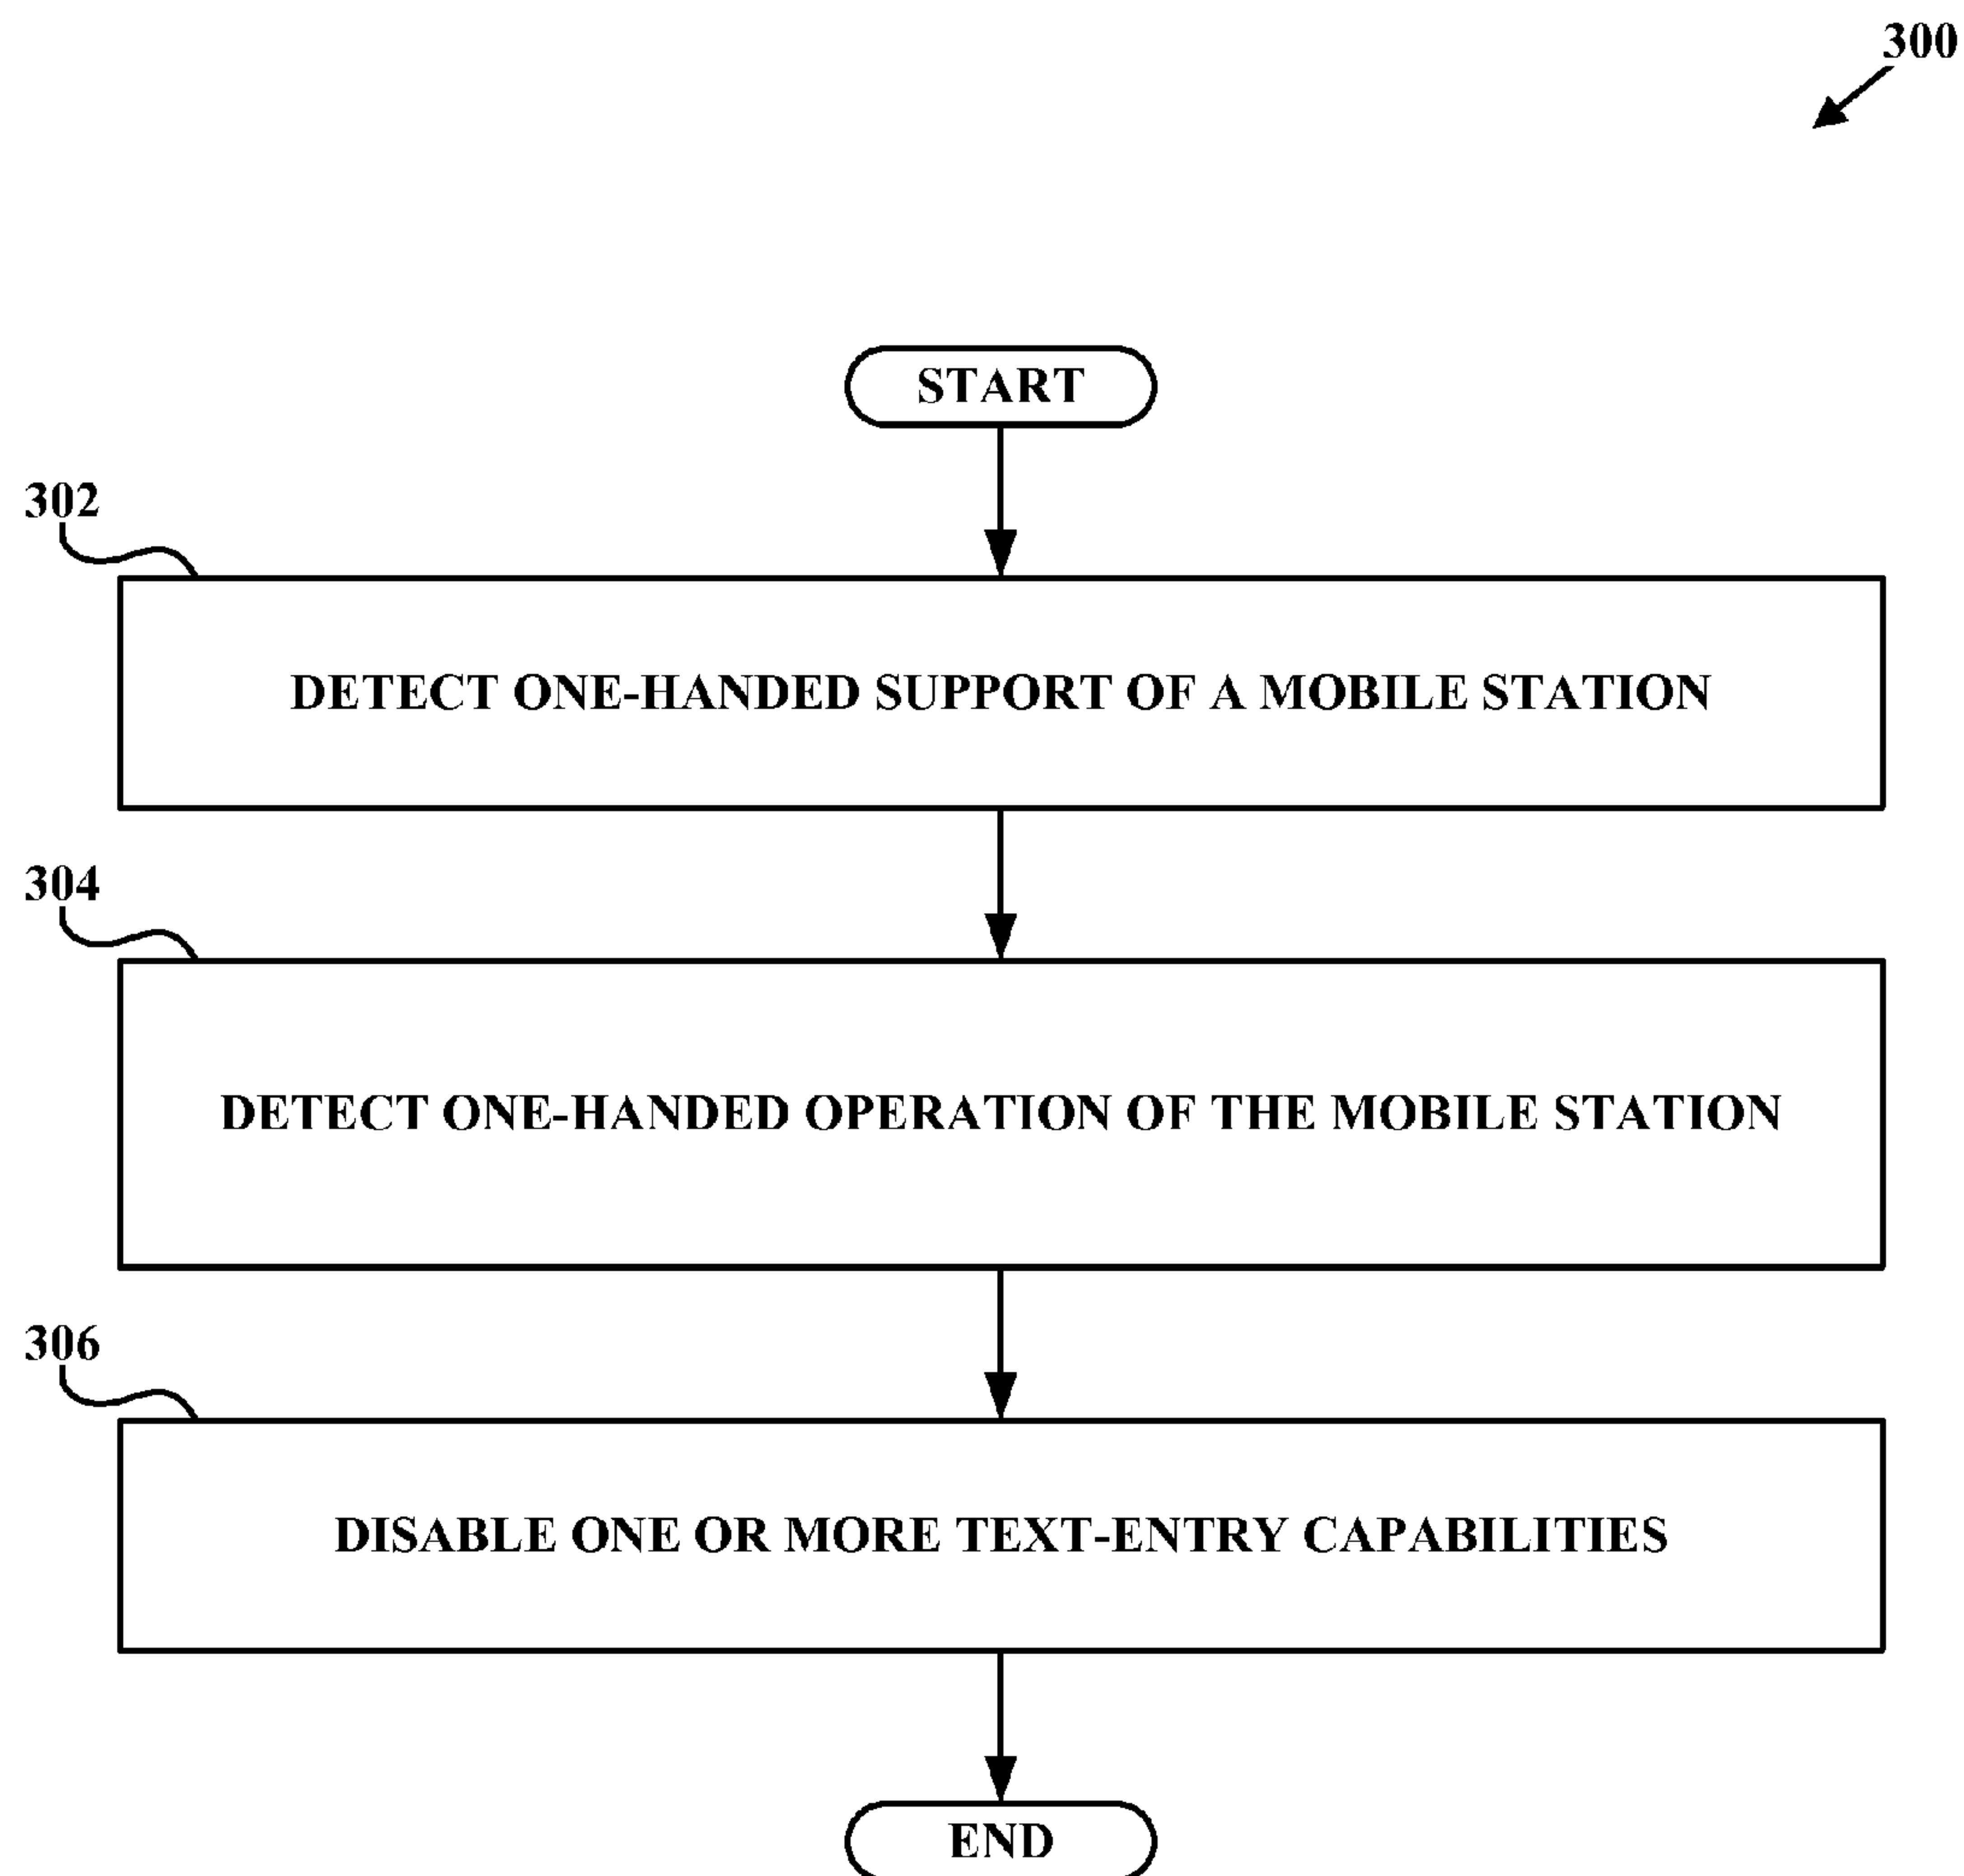 300
START
302
DETECT ONE-HANDED SUPPORT OF A MOBILE STATION
304
DETECT ONE-HANDED OPERATION OF THE MOBILE STATION
306
DISABLE ONE OR MORE TEXT-ENTRY CAPABILITIES
END